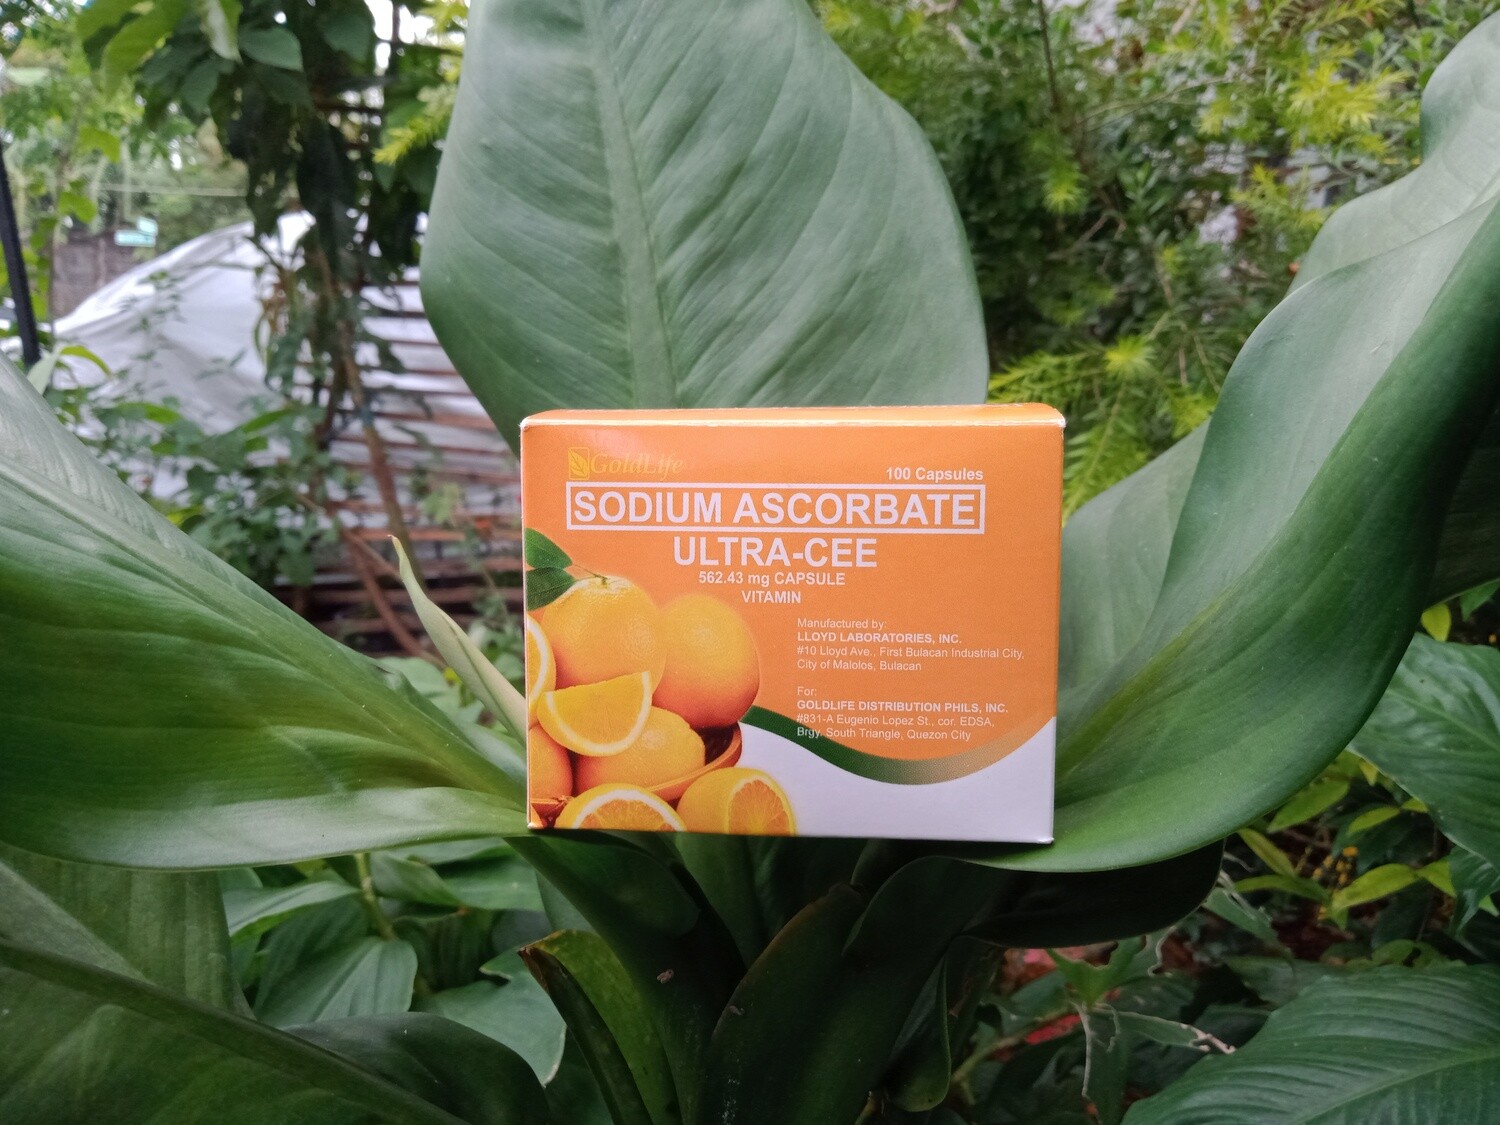 GoldLife
100 Capsules
SODIUM ASCORBATE
ULTRA-CEE
562.43 mg CAPSULE
VITAMIN
Manufactured by:
LLOYD LABORATORIES, INC.
#10 Lloyd Ave., First Bulacan Industrial City,
City of Malolos, Bulacan
For:
GOLDLIFE DISTRIBUTION PHILS, INC.
#831-A Eugenio Lopez St., cor. EDSA,
Brgy. South Triangle, Quezon City